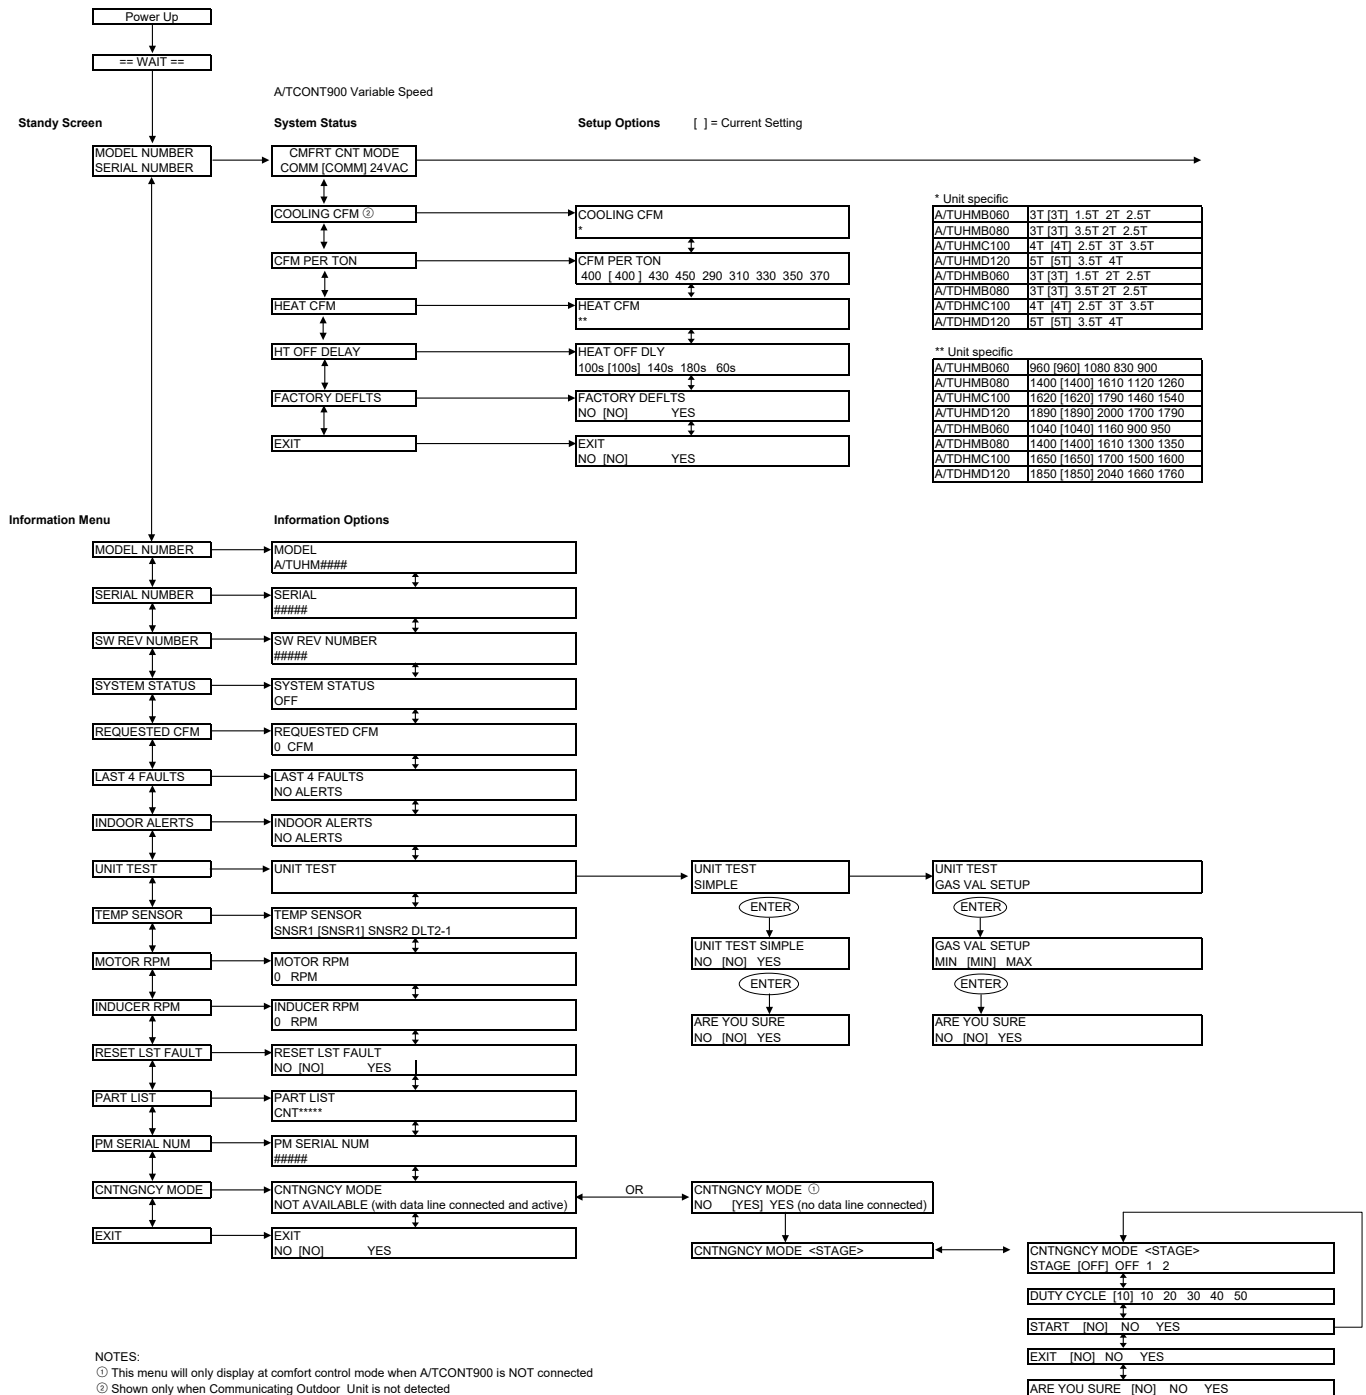 Power Up
== WAIT ==
A/TCONT900 Variable Speed
Standy Screen
System Status
Setup Options [ ] = Current Setting
MODEL NUMBER
SERIAL NUMBER
CMFRT CNT MODE
COMM [COMM] 24VAC
COOLING CFM ②
COOLING CFM
*
CFM PER TON
CFM PER TON
400 [ 400 ] 430 450 290 310 330 350 370
HEAT CFM
HEAT CFM
**
HT OFF DELAY
HEAT OFF DLY
100s [100s] 140s 180s 60s
FACTORY DEFLTS
FACTORY DEFLTS
NO [NO] YES
EXIT
EXIT
NO [NO] YES
* Unit specific
A/TUHMB060 3T [3T] 1.5T 2T 2.5T
A/TUHMB080 3T [3T] 3.5T 2T 2.5T
A/TUHMC100 4T [4T] 2.5T 3T 3.5T
A/TUHMD120 5T [5T] 3.5T 4T
A/TDHMB060 3T [3T] 1.5T 2T 2.5T
A/TDHMB080 3T [3T] 3.5T 2T 2.5T
A/TDHMC100 4T [4T] 2.5T 3T 3.5T
A/TDHMD120 5T [5T] 3.5T 4T
** Unit specific
A/TUHMB060 960 [960] 1080 830 900
A/TUHMB080 1400 [1400] 1610 1120 1260
A/TUHMC100 1620 [1620] 1790 1460 1540
A/TUHMD120 1890 [1890] 2000 1700 1790
A/TDHMB060 1040 [1040] 1160 900 950
A/TDHMB080 1400 [1400] 1610 1300 1350
A/TDHMC100 1650 [1650] 1700 1500 1600
A/TDHMD120 1850 [1850] 2040 1660 1760
Information Menu
Information Options
MODEL NUMBER
MODEL
A/TUHM####
SERIAL NUMBER
SERIAL
#####
SW REV NUMBER
SW REV NUMBER
#####
SYSTEM STATUS
SYSTEM STATUS
OFF
REQUESTED CFM
REQUESTED CFM
0 CFM
LAST 4 FAULTS
LAST 4 FAULTS
NO ALERTS
INDOOR ALERTS
INDOOR ALERTS
NO ALERTS
UNIT TEST
UNIT TEST
UNIT TEST
SIMPLE
ENTER
UNIT TEST SIMPLE
NO [NO] YES
ENTER
ARE YOU SURE
NO [NO] YES
UNIT TEST
GAS VAL SETUP
ENTER
GAS VAL SETUP
MIN [MIN] MAX
ENTER
ARE YOU SURE
NO [NO] YES
TEMP SENSOR
TEMP SENSOR
SNSR1 [SNSR1] SNSR2 DLT2-1
MOTOR RPM
MOTOR RPM
0 RPM
INDUCER RPM
INDUCER RPM
0 RPM
RESET LST FAULT
RESET LST FAULT
NO [NO] YES
PART LIST
PART LIST
CNT*****
PM SERIAL NUM
PM SERIAL NUM
#####
CNTNGNCY MODE
CNTNGNCY MODE
NOT AVAILABLE (with data line connected and active)
OR
CNTNGNCY MODE ①
NO [YES] YES (no data line connected)
EXIT
EXIT
NO [NO] YES
CNTNGNCY MODE <STAGE>
CNTNGNCY MODE <STAGE>
STAGE [OFF] OFF 1 2
DUTY CYCLE [10] 10 20 30 40 50
START [NO] NO YES
EXIT [NO] NO YES
ARE YOU SURE [NO] NO YES
NOTES:
① This menu will only display at comfort control mode when A/TCONT900 is NOT connected
② Shown only when Communicating Outdoor Unit is not detected